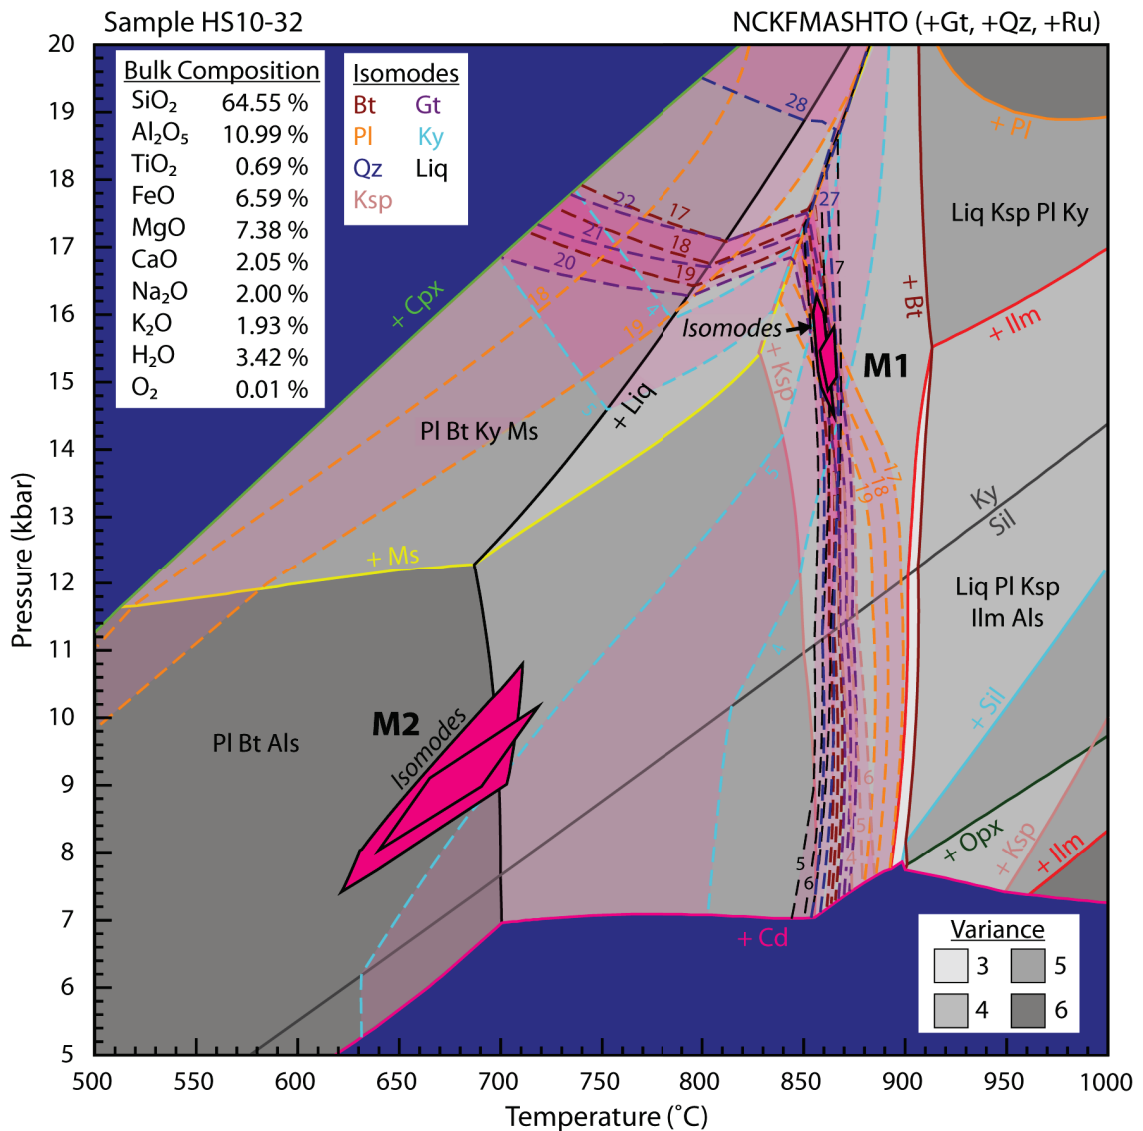 Sample HS10-32
NCKFMASHTO (+Gt, +Qz, +Ru)
Bulk Composition
SiO₂ 64.55 %
Al₂O₅ 10.99 %
TiO₂ 0.69 %
FeO 6.59 %
MgO 7.38 %
CaO 2.05 %
Na₂O 2.00 %
K₂O 1.93 %
H₂O 3.42 %
O₂ 0.01 %
Isomodes
Bt Gt
Pl Ky
Qz Liq
Ksp
28
+ Pl
27
22
17
21
18
20
19
7
Liq Ksp Pl Ky
+ Cpx
18
19
4
5
Isomodes
M1
+ Bt
+ Ilm
+ Ksp
+ Liq
Pl Bt Ky Ms
5
17
18
19
Ky
Sil
+ Ms
Liq Pl Ksp
Ilm Als
4
M2
Isomodes
Pl Bt Als
+ Sil
16
5
4
5
6
+ Opx
+ Ksp
+ Ilm
+ Cd
Variance
3 5
4 6
20
19
18
17
16
15
14
13
12
11
10
9
8
7
6
5
Pressure (kbar)
500 550 600 650 700 750 800 850 900 950 1000
Temperature (˚C)